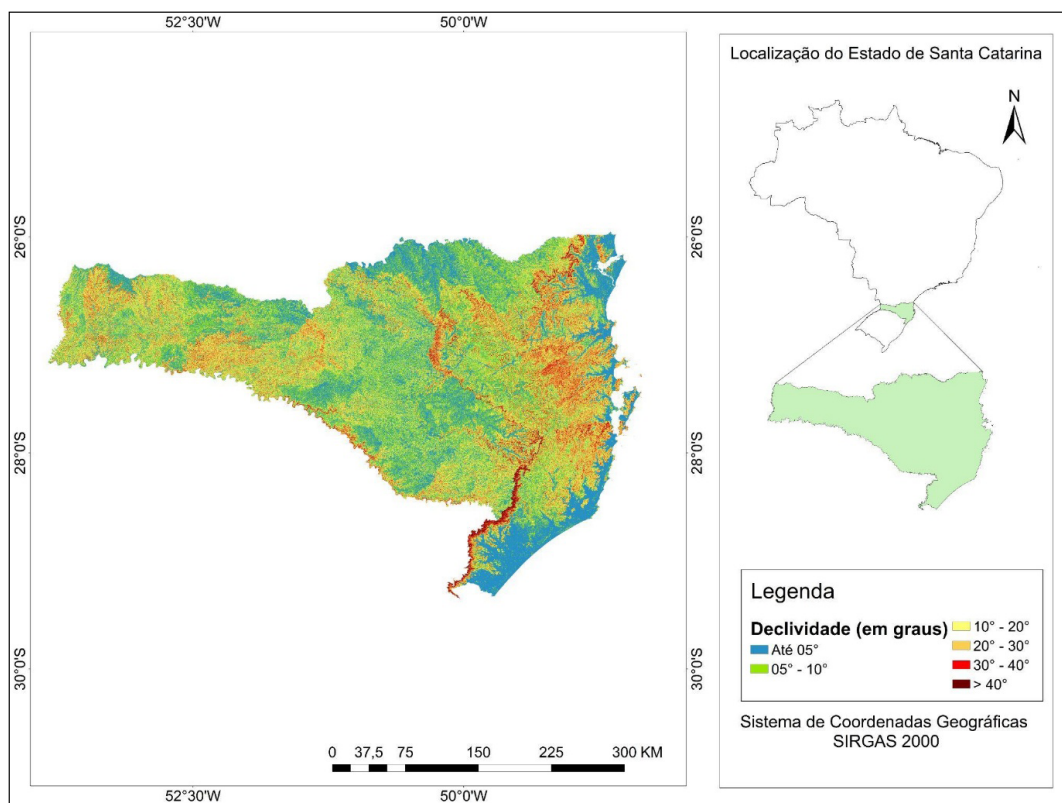 52°30'W
50°0'W
26°0'S
26°0'S
28°0'S
28°0'S
30°0'S
30°0'S
52°30'W
50°0'W
0 37,5 75 150 225 300 KM
Localização do Estado de Santa Catarina
N
Legenda
Declividade (em graus)
Até 05°
05° - 10°
10° - 20°
20° - 30°
30° - 40°
> 40°
Sistema de Coordenadas Geográficas
SIRGAS 2000